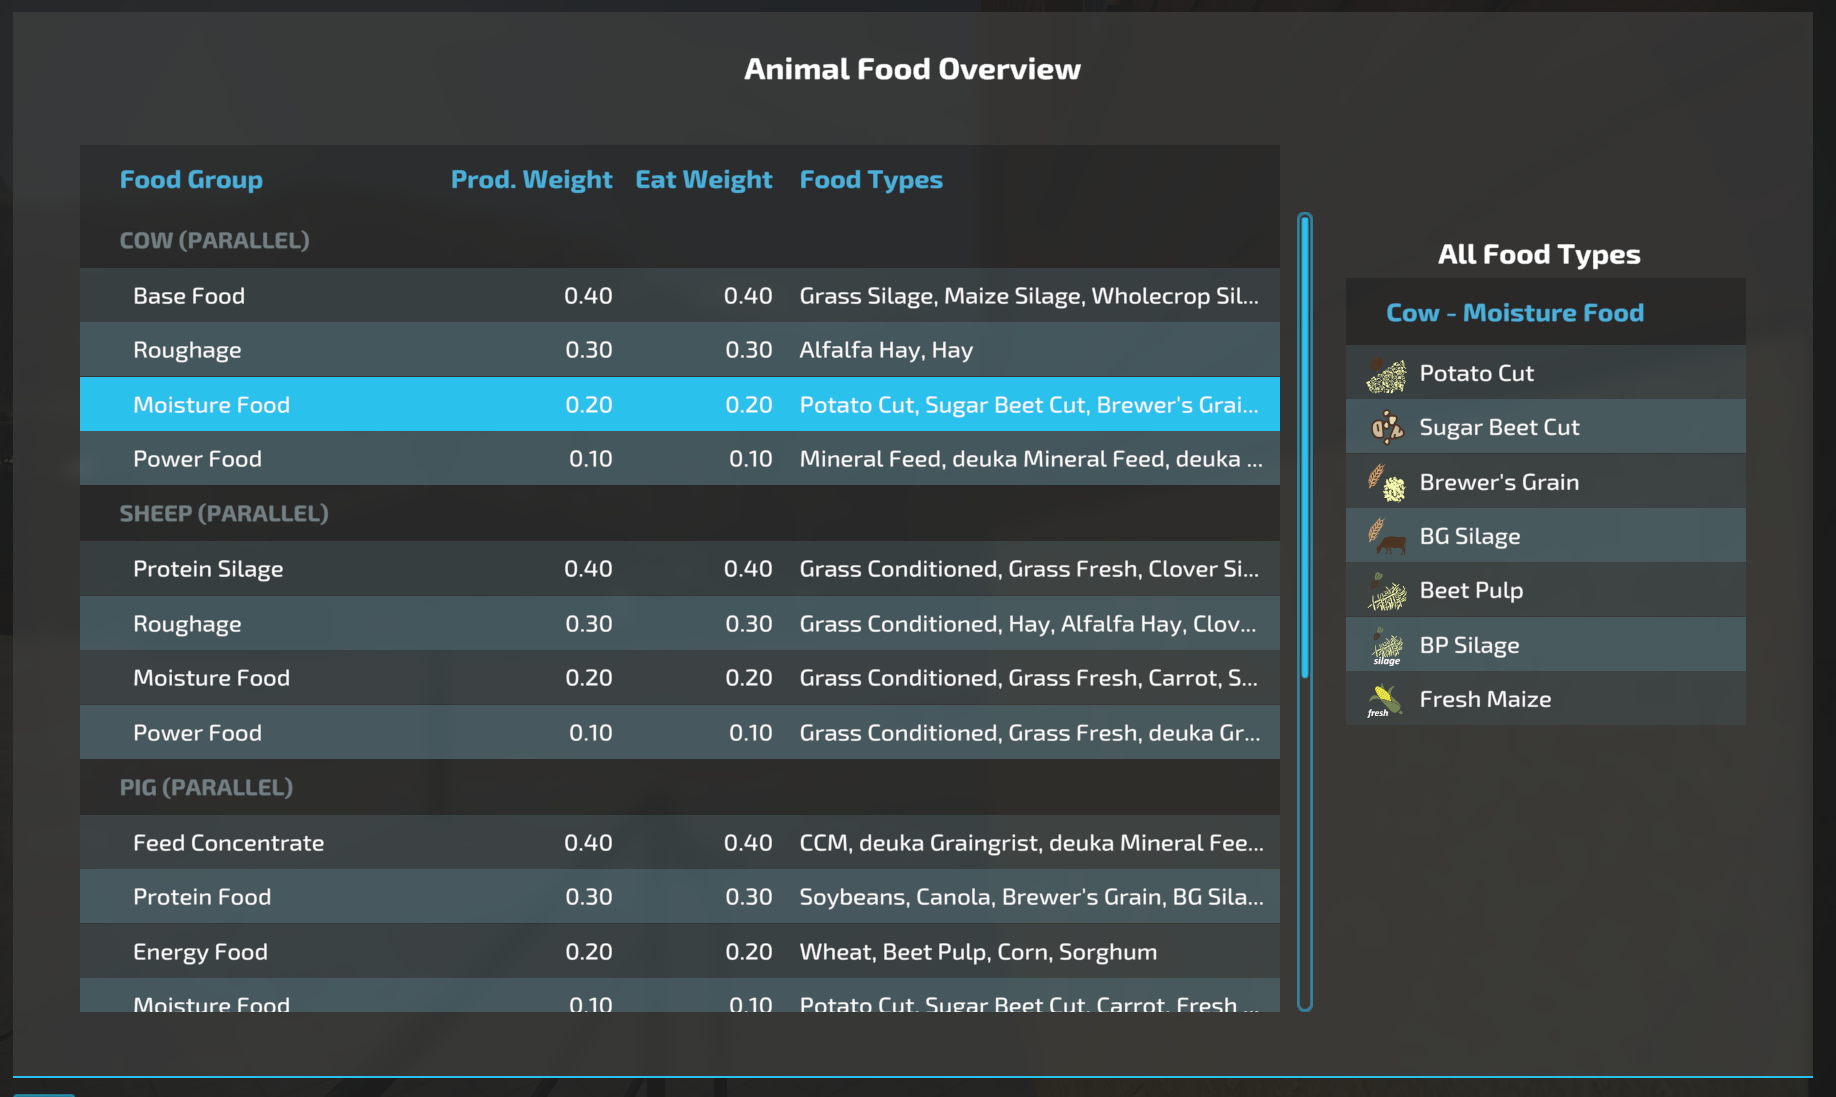 Animal Food Overview
Food Group Prod. Weight Eat Weight Food Types
COW (PARALLEL)
Base Food 0.40 0.40 Grass Silage, Maize Silage, Wholecrop Sil...
Roughage 0.30 0.30 Alfalfa Hay, Hay
Moisture Food 0.20 0.20 Potato Cut, Sugar Beet Cut, Brewer's Grai...
Power Food 0.10 0.10 Mineral Feed, deuka Mineral Feed, deuka ...
SHEEP (PARALLEL)
Protein Silage 0.40 0.40 Grass Conditioned, Grass Fresh, Clover Si...
Roughage 0.30 0.30 Grass Conditioned, Hay, Alfalfa Hay, Clov...
Moisture Food 0.20 0.20 Grass Conditioned, Grass Fresh, Carrot, S...
Power Food 0.10 0.10 Grass Conditioned, Grass Fresh, deuka Gr...
PIG (PARALLEL)
Feed Concentrate 0.40 0.40 CCM, deuka Graingrist, deuka Mineral Fee...
Protein Food 0.30 0.30 Soybeans, Canola, Brewer's Grain, BG Sila...
Energy Food 0.20 0.20 Wheat, Beet Pulp, Corn, Sorghum
Moisture Food 0.10 0.10 Potato Cut, Sugar Beet Cut, Carrot, Fresh ...
All Food Types
Cow - Moisture Food
Potato Cut
Sugar Beet Cut
Brewer's Grain
BG Silage
Beet Pulp
silage BP Silage
fresh Fresh Maize